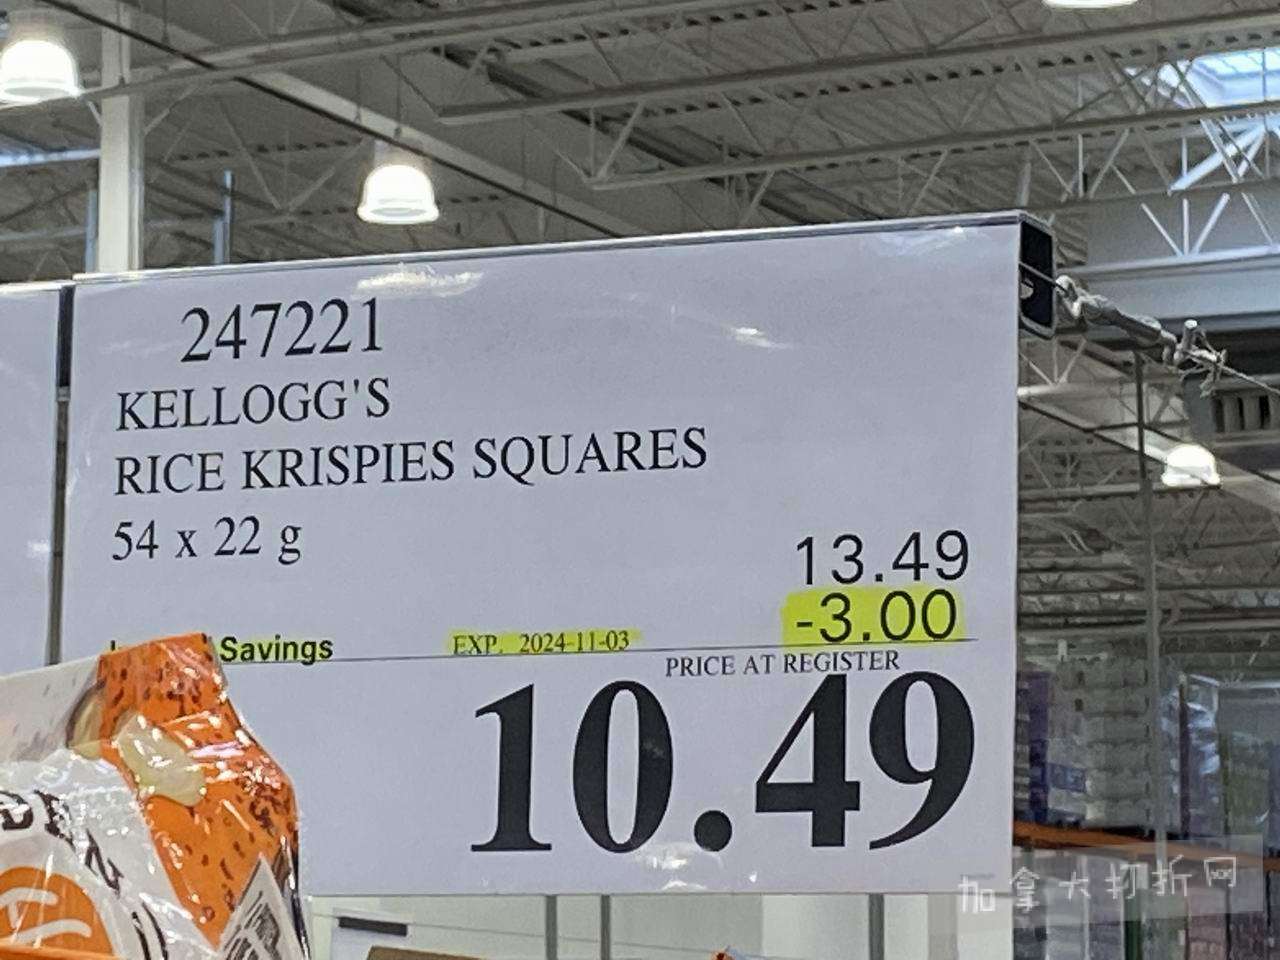 247221
KELLOGG'S
RICE KRISPIES SQUARES
54 x 22 g
13.49
-3.00
Savings
EXP. 2024-11-03
PRICE AT REGISTER
10.49
加拿大打折网